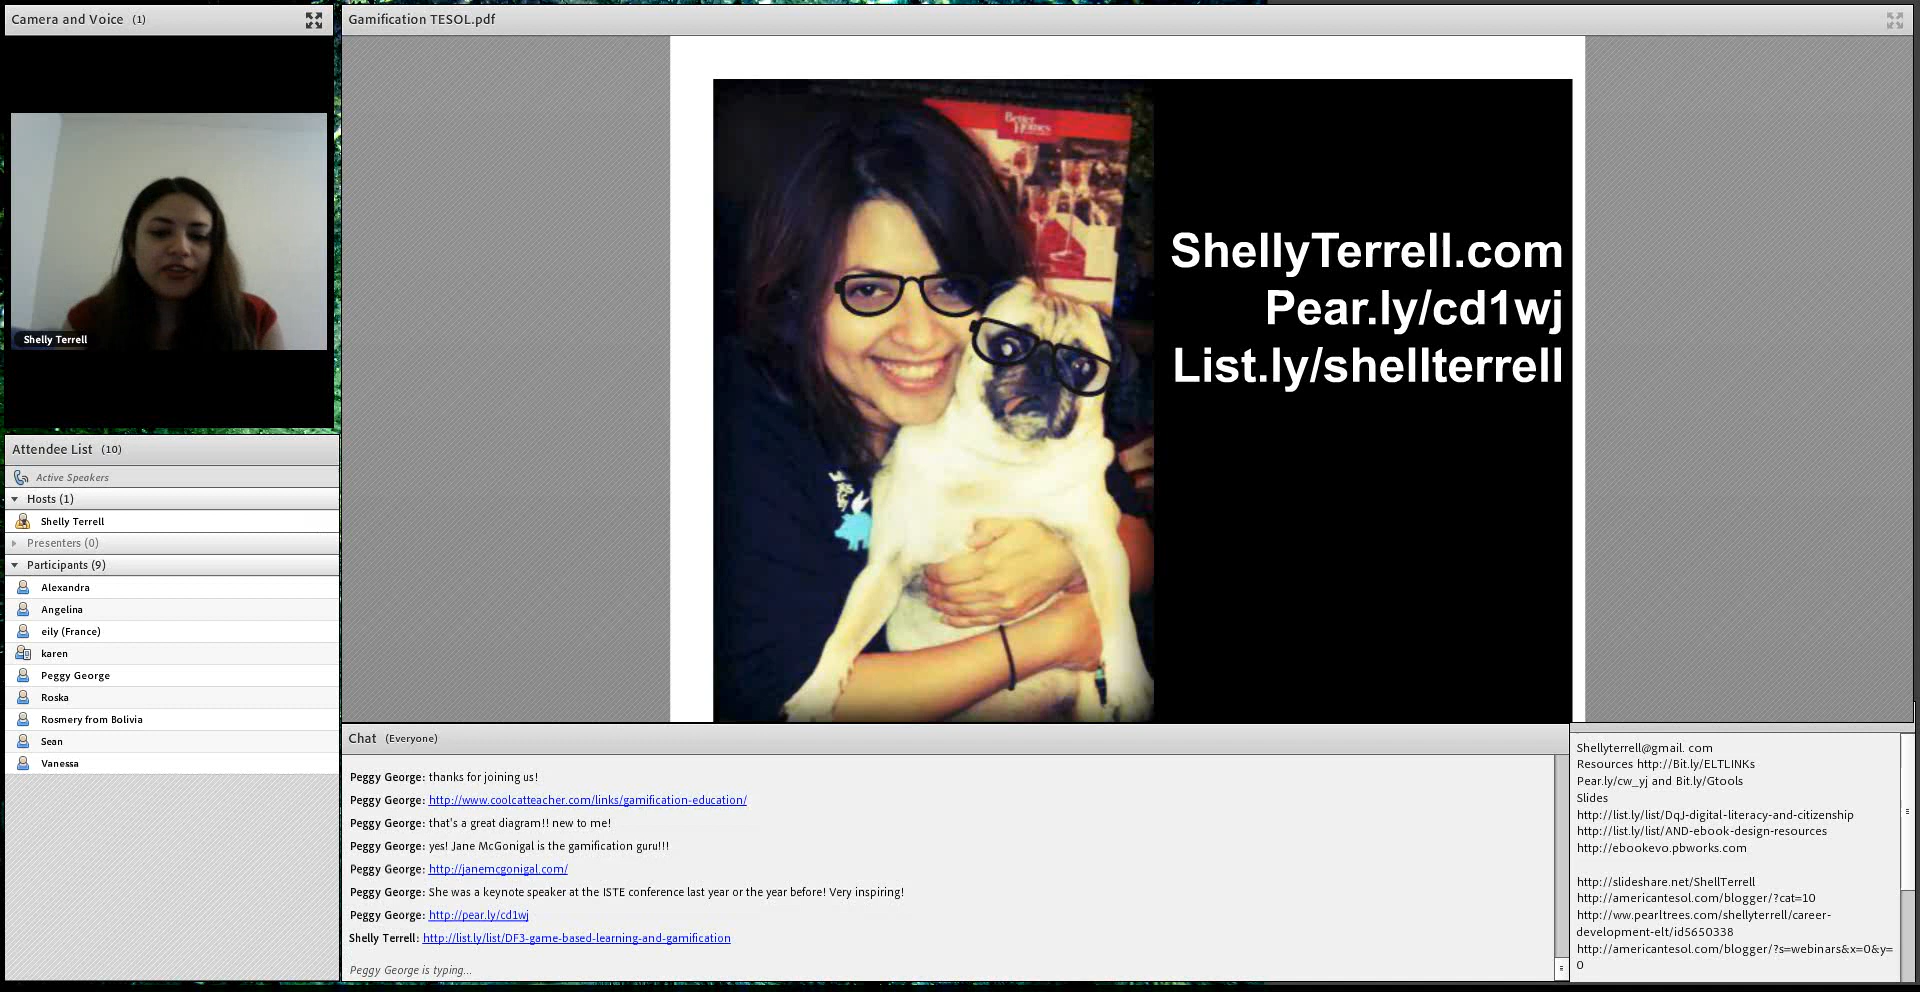 Camera and Voice (1)
Shelly Terrell
Attendee List (10)
Active Speakers
Hosts (1)
Shelly Terrell
Presenters (0)
Participants (9)
Alexandra
Angelina
eily (France)
karen
Peggy George
Roska
Rosmery from Bolivia
Sean
Vanessa
Gamification TESOL.pdf
Better
Homes
ShellyTerrell.com
Pear.ly/cd1wj
List.ly/shellterrell
Chat (Everyone)
Peggy George: thanks for joining us!
Peggy George: http://www.coolcatteacher.com/links/gamification-education/
Peggy George: that's a great diagram!! new to me!
Peggy George: yes! Jane McGonigal is the gamification guru!!!
Peggy George: http://janemcgonigal.com/
Peggy George: She was a keynote speaker at the ISTE conference last year or the year before! Very inspiring!
Peggy George: http://pear.ly/cd1wj
Shelly Terrell: http://list.ly/list/DF3-game-based-learning-and-gamification
Peggy George is typing...
Shellyterrell@gmail. com
Resources http://Bit.ly/ELTLINKs
Pear.ly/cw_yj and Bit.ly/Gtools
Slides
http://list.ly/list/DqJ-digital-literacy-and-citizenship
http://list.ly/list/AND-ebook-design-resources
http://ebookevo.pbworks.com
http://slideshare.net/ShellTerrell
http://americantesol.com/blogger/?cat=10
http://ww.pearltrees.com/shellyterrell/career-
development-elt/id5650338
http://americantesol.com/blogger/?s=webinars&x=0&y=
0